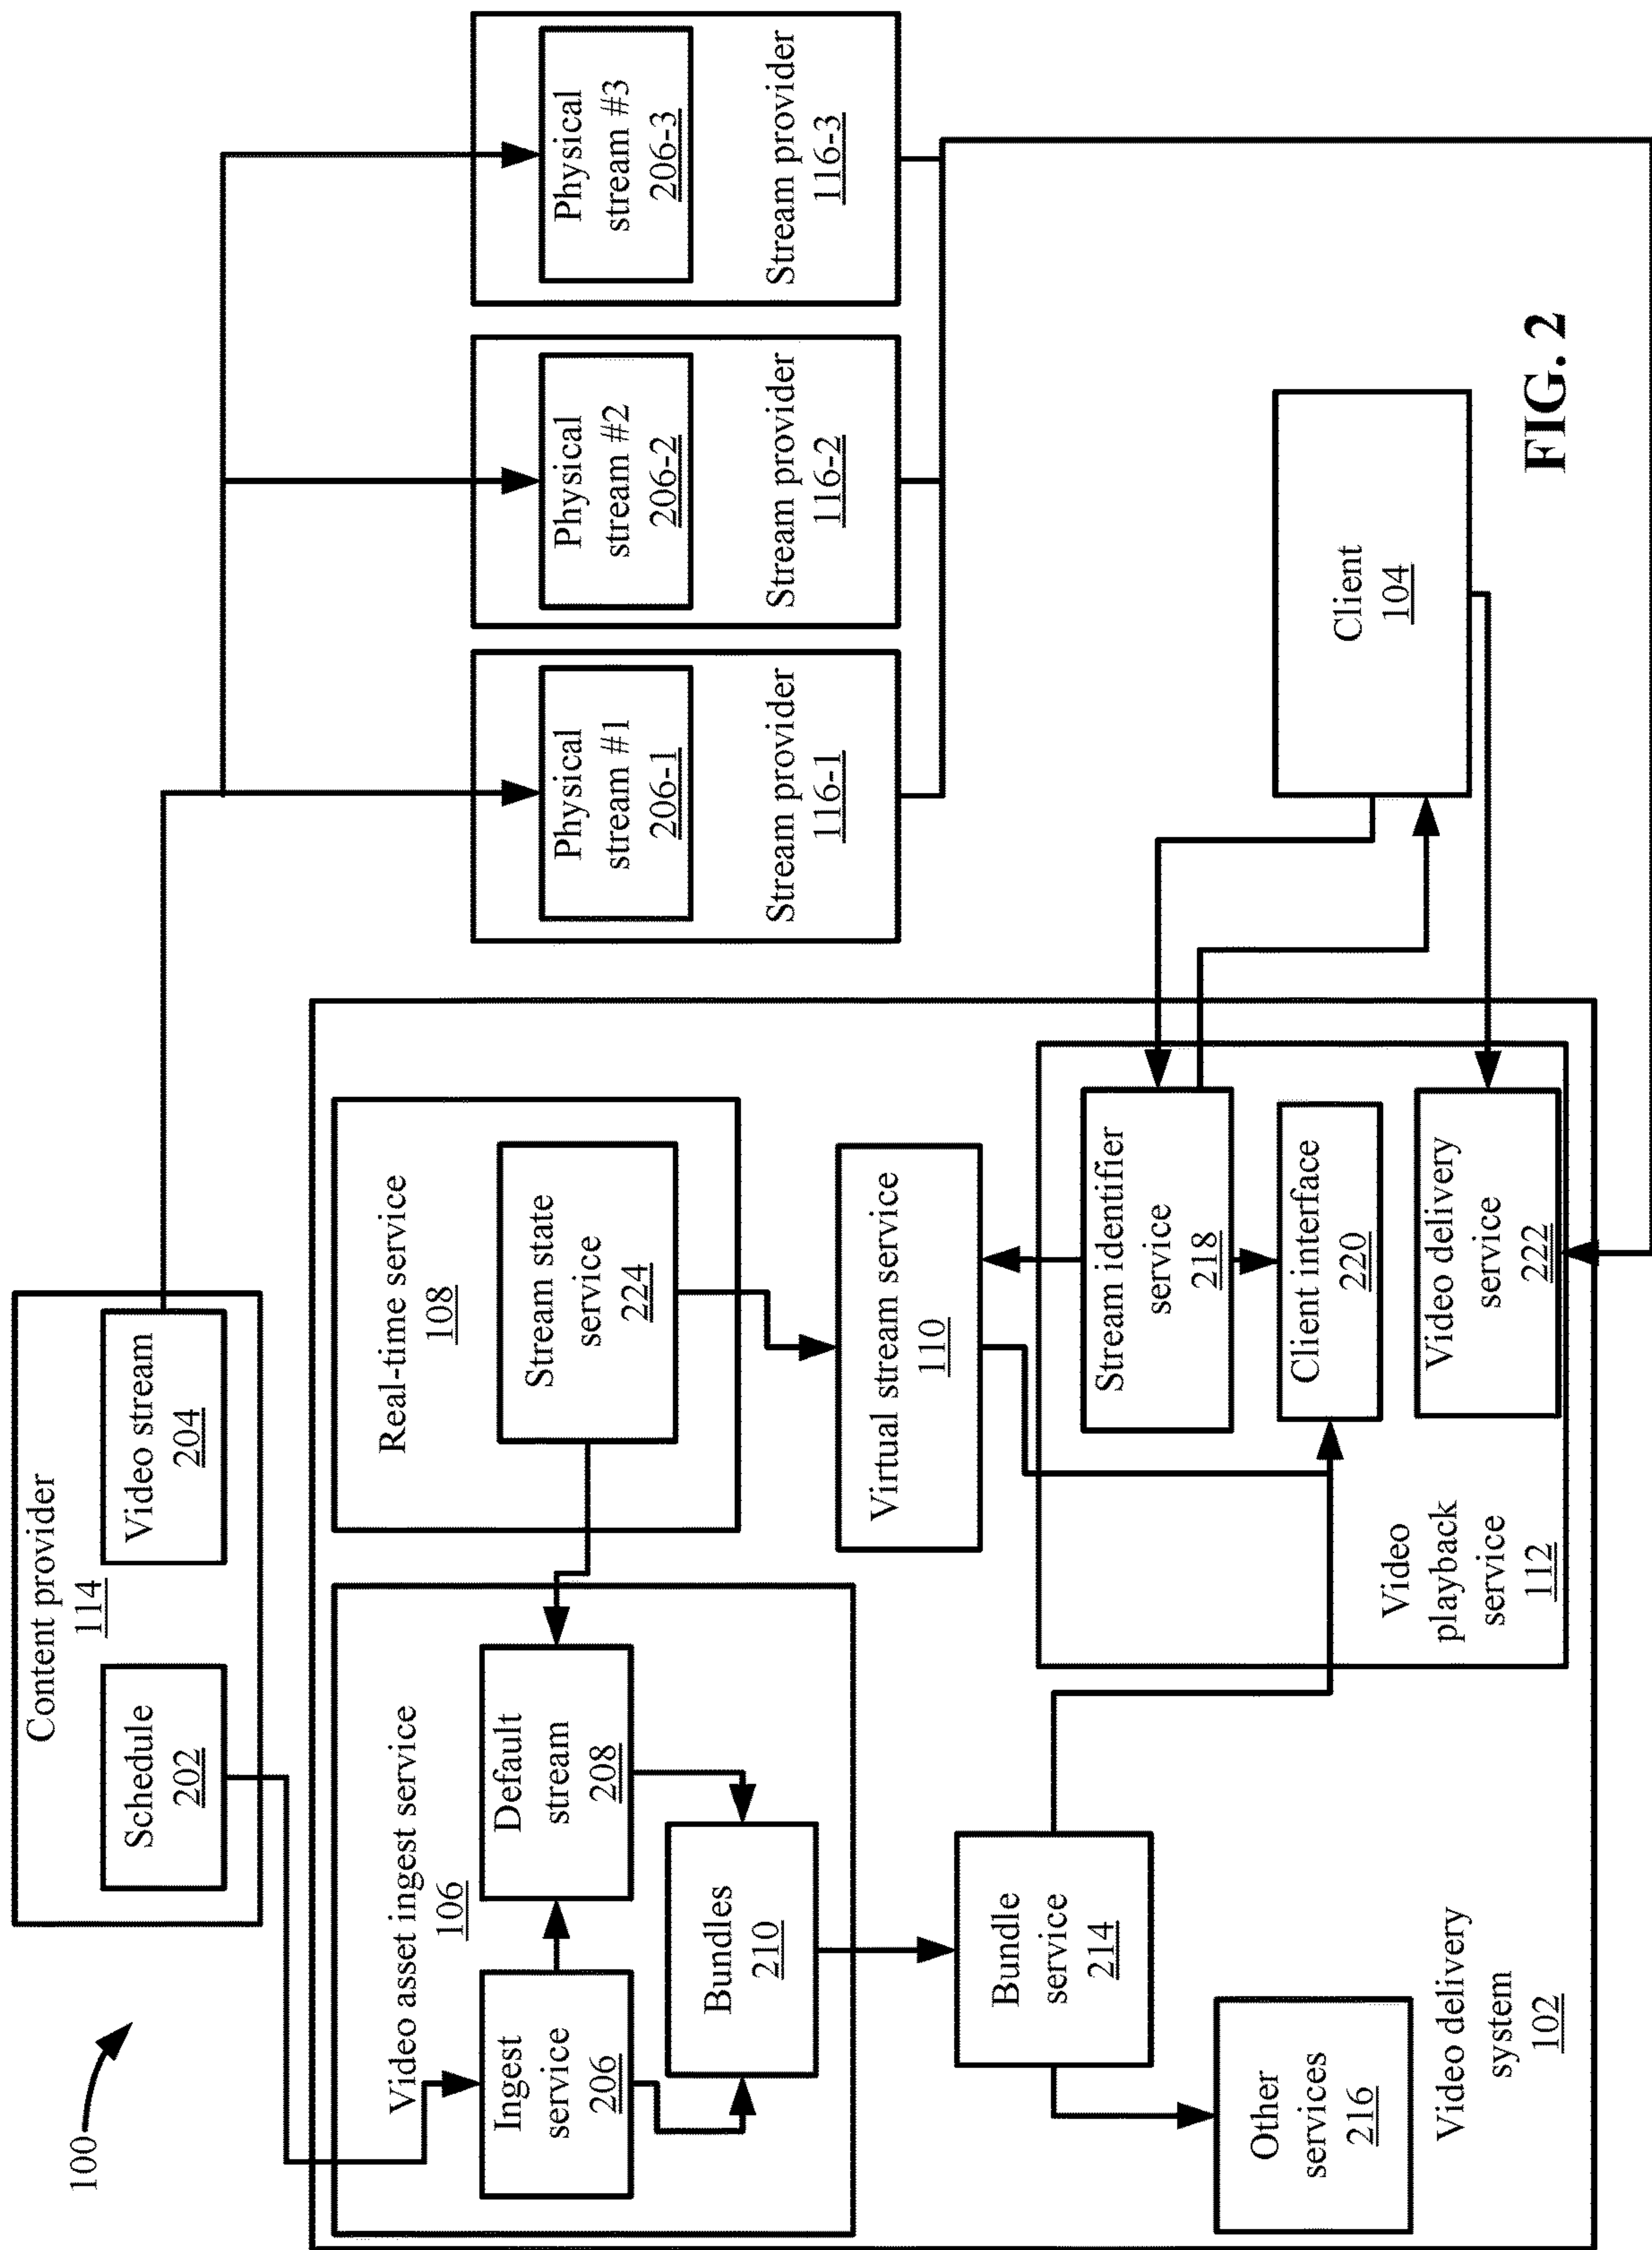 100
Content provider
114
Schedule
202
Video stream
204
Video asset ingest service
106
Ingest
service
206
Default
stream
208
Bundles
210
Real-time service
108
Stream state
service
224
Physical
stream #1
206-1
Stream provider
116-1
Physical
stream #2
206-2
Stream provider
116-2
Physical
stream #3
206-3
Stream provider
116-3
Virtual stream service
110
Bundle
service
214
Other
services
216
Stream identifier
service
218
Client interface
220
Video delivery
service
222
Video
playback
service
112
Client
104
Video delivery
system
102
FIG. 2